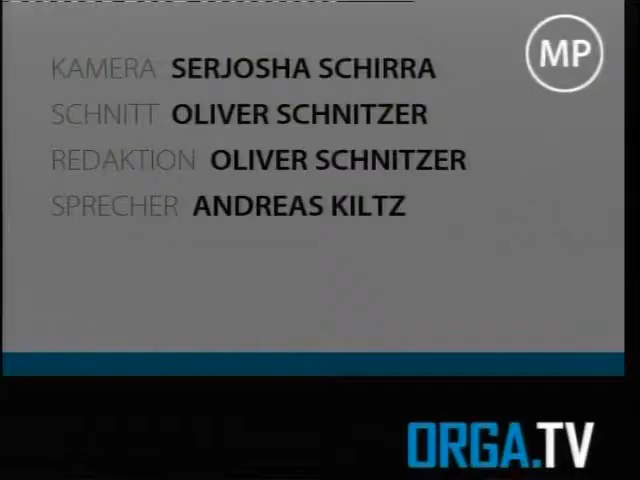 MP
KAMERA SERJOSHA SCHIRRA
SCHNITT OLIVER SCHNITZER
REDAKTION OLIVER SCHNITZER
SPRECHER ANDREAS KILTZ
ORGA.TV